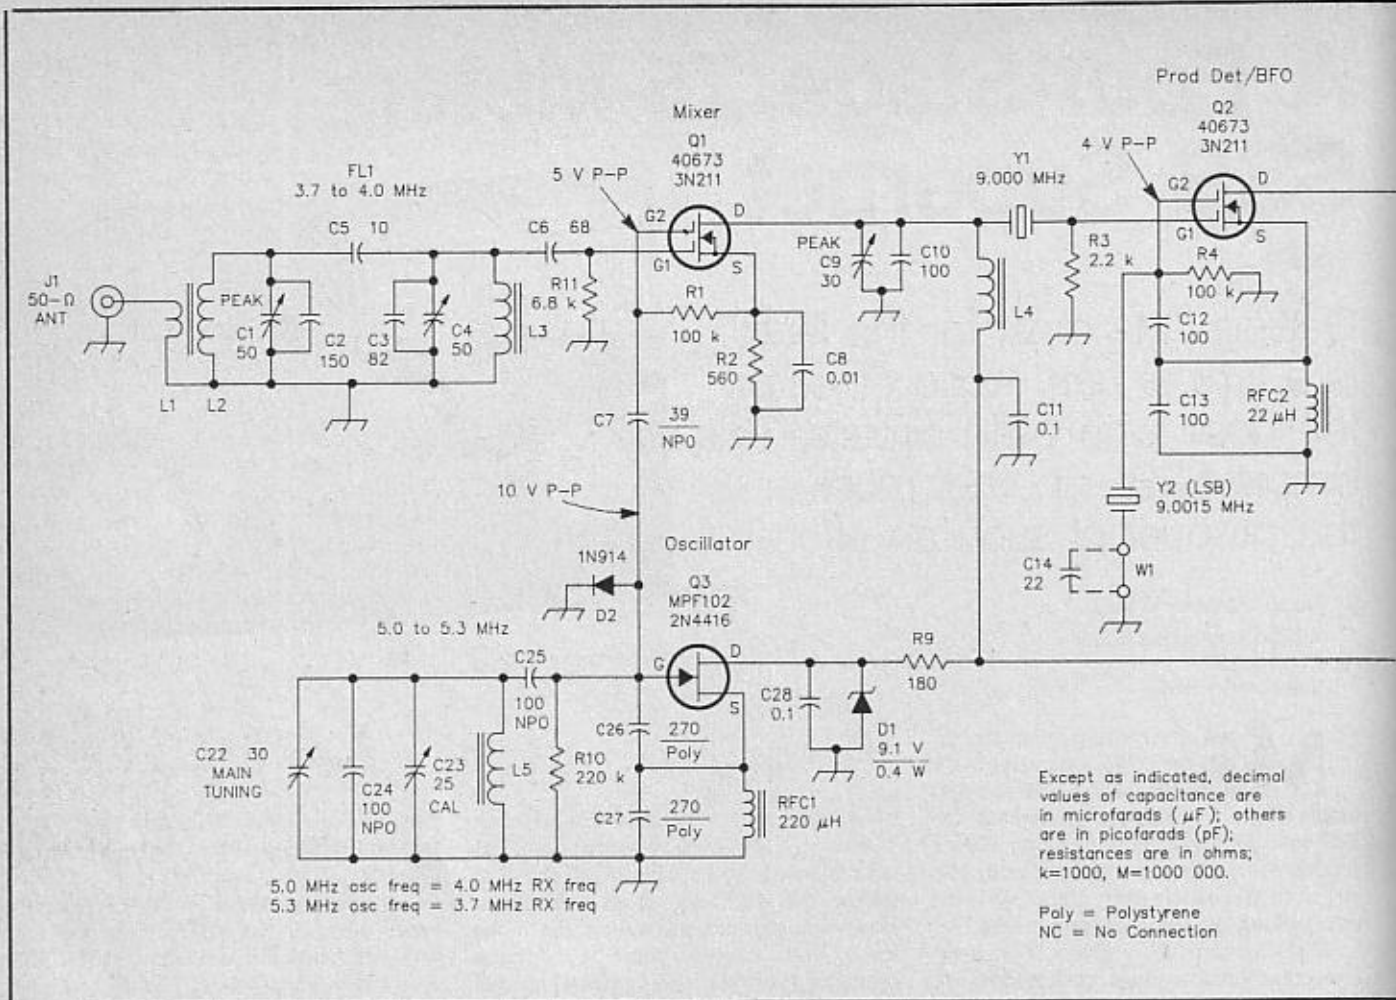 Prod Det/BFO
Q2
40673
3N211
Mixer
Q1
40673
3N211
FL1
3.7 to 4.0 MHz
5 V P-P
4 V P-P
Y1
9.000 MHz
G2
D
G1
S
G2
D
G1
S
C5 10
C6 68
J1
50-Ω
ANT
PEAK
C1
50
C2
150
C3
82
C4
50
L1
L2
L3
R11
6.8 k
R1
100 k
R2
560
C8
0.01
PEAK
C9
30
C10
100
L4
R3
2.2 k
R4
100 k
C12
100
C13
100
RFC2
22 μH
C11
0.1
C7
39
NPO
10 V P-P
Y2 (LSB)
9.0015 MHz
C14
22
W1
Oscillator
Q3
MPF102
2N4416
1N914
D2
5.0 to 5.3 MHz
C25
100
NPO
G
D
S
R9
180
C28
0.1
D1
9.1 V
0.4 W
C22 30
MAIN
TUNING
C24
100
NPO
C23
25
CAL
L5
R10
220 k
C26
270
Poly
C27
270
Poly
RFC1
220 μH
5.0 MHz osc freq = 4.0 MHz RX freq
5.3 MHz osc freq = 3.7 MHz RX freq
Except as indicated, decimal
values of capacitance are
in microfarads (μF); others
are in picofarads (pF);
resistances are in ohms;
k=1000, M=1000 000.
Poly = Polystyrene
NC = No Connection